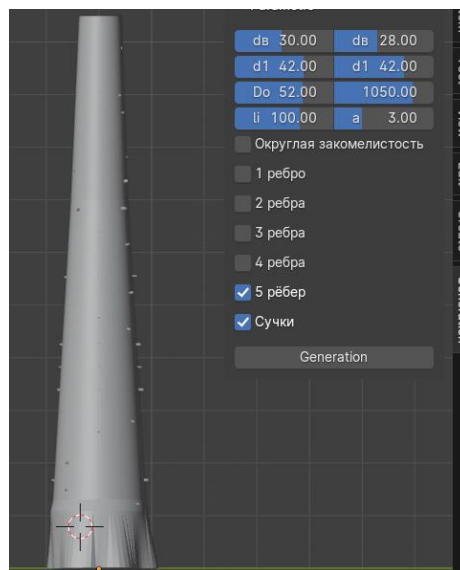 dв 30.00 dв 28.00
d1 42.00 d1 42.00
Do 52.00 1050.00
li 100.00 a 3.00
Округлая закомелистость
1 ребро
2 ребра
3 ребра
4 ребра
5 рёбер
Сучки
Generation